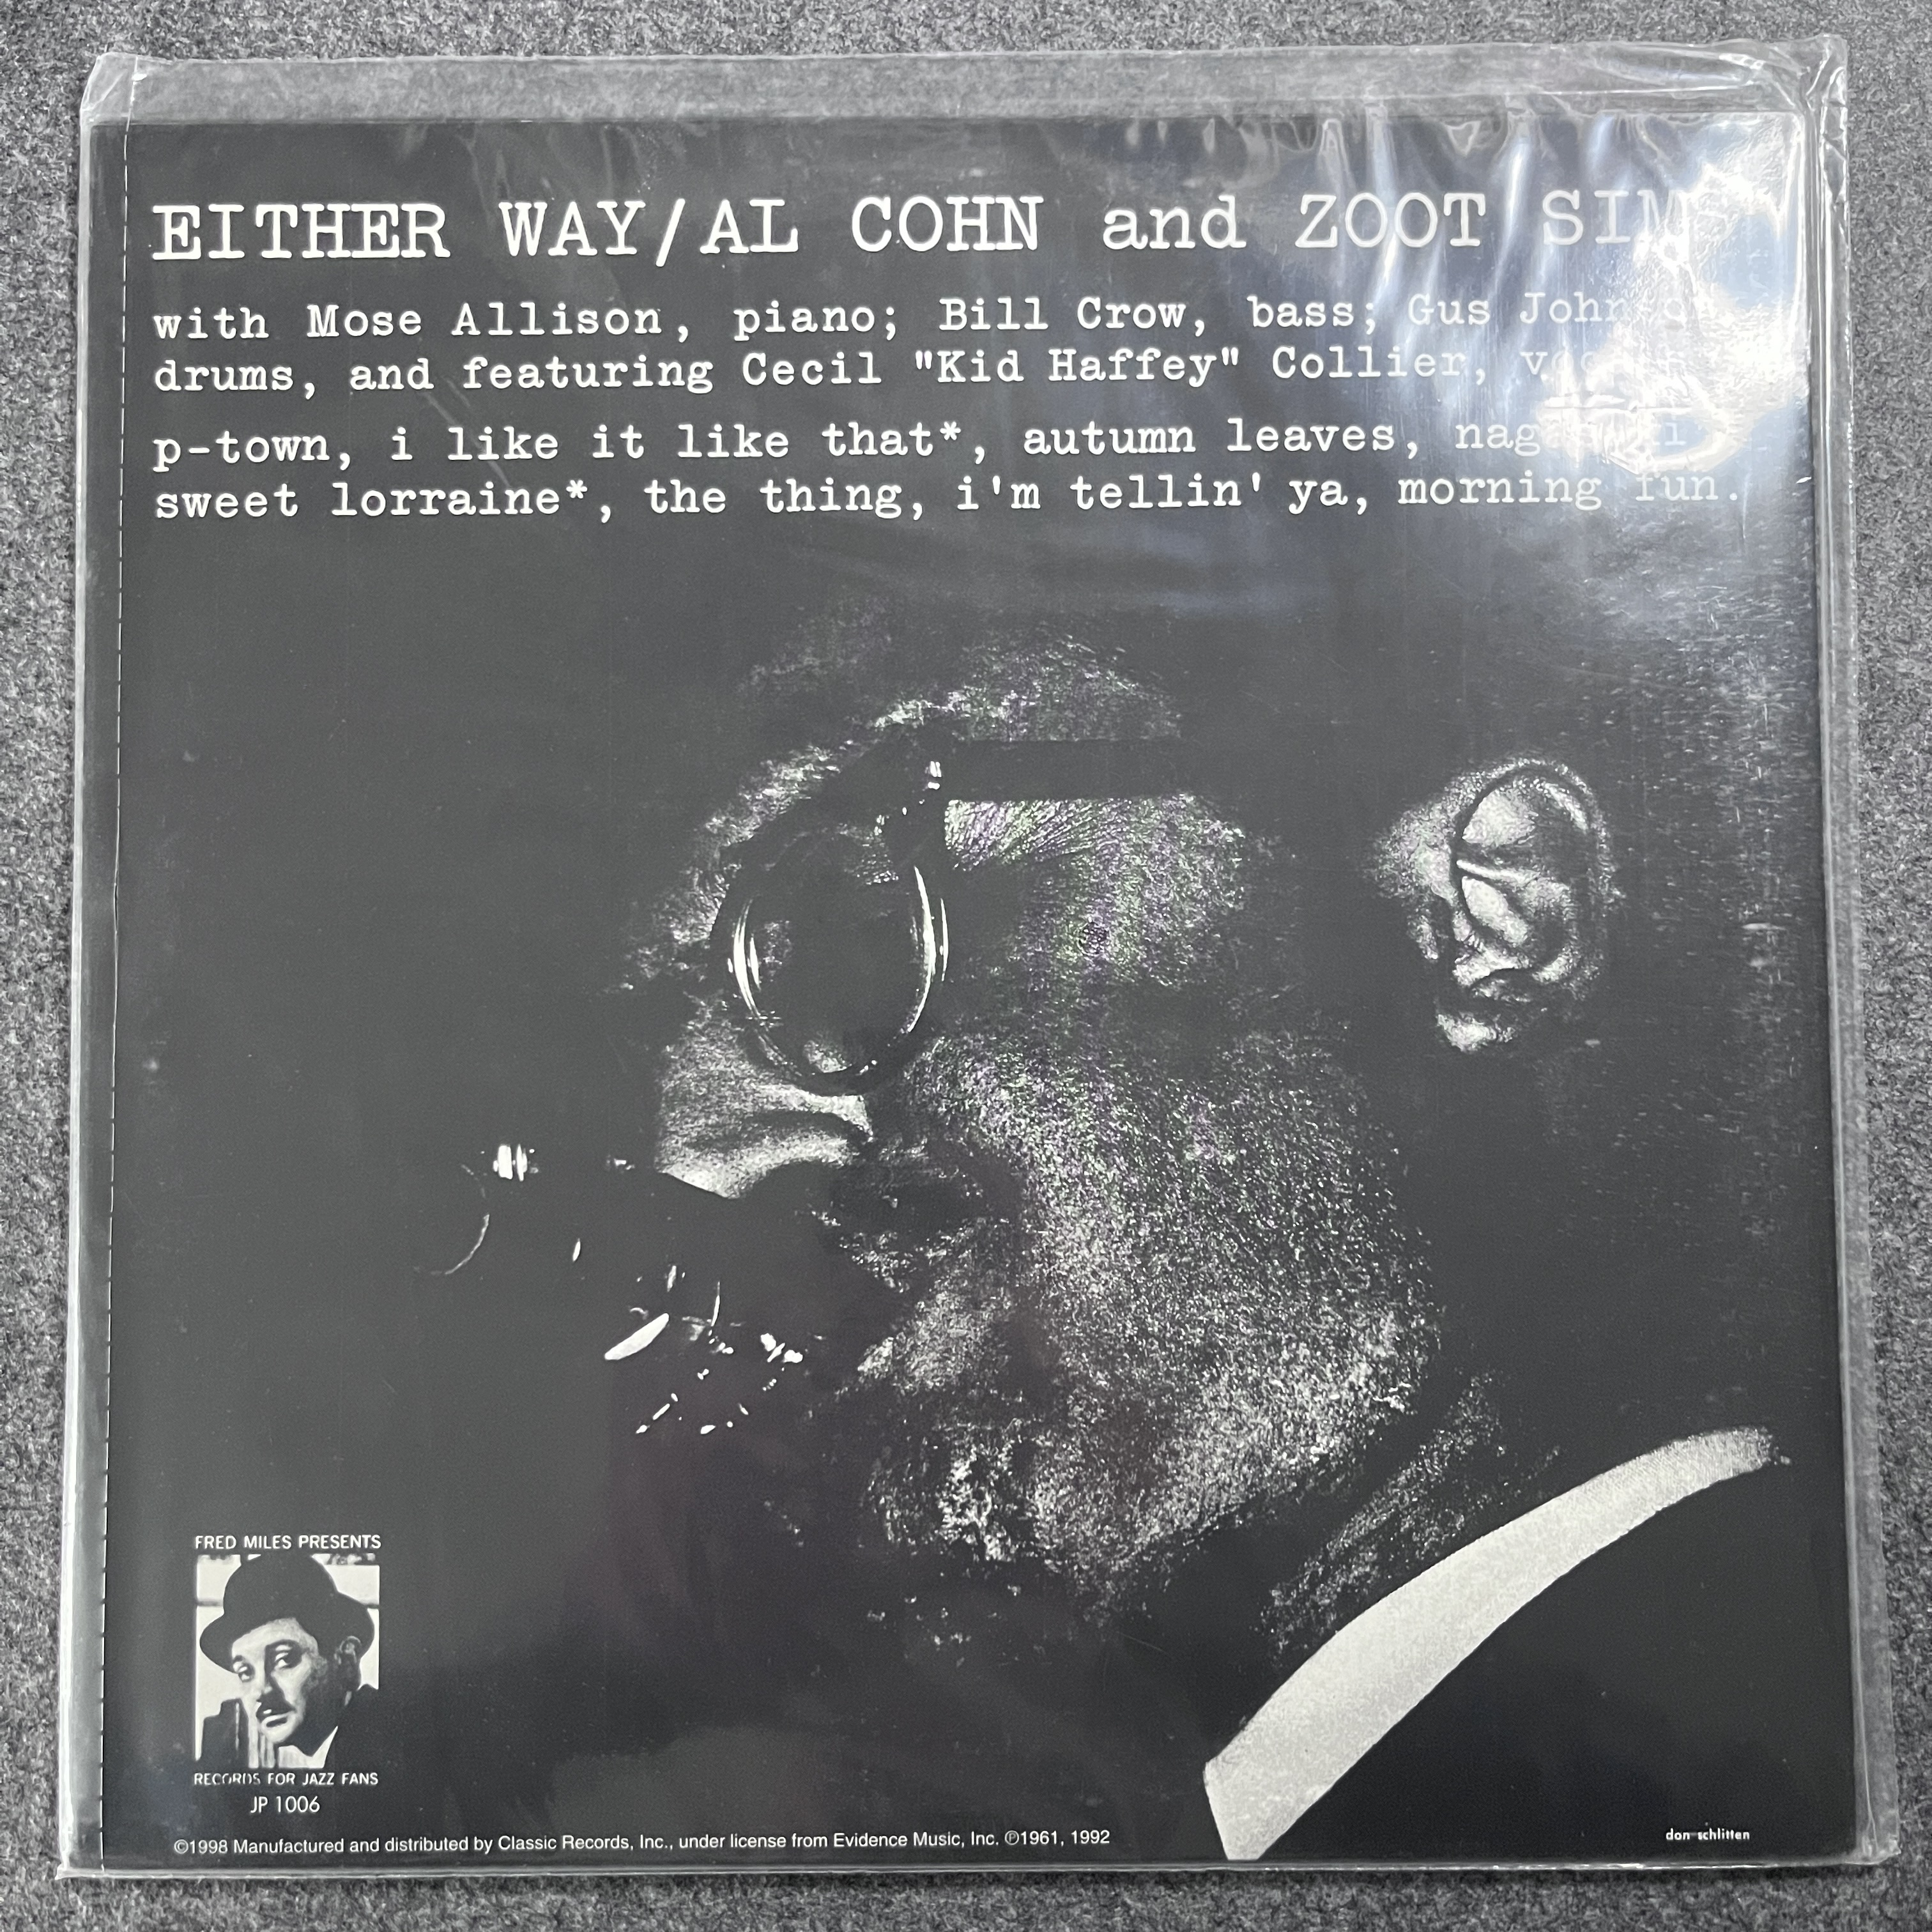 EITHER WAY/AL COHN and ZOOT SIM
with Mose Allison, piano; Bill Crow, bass; Gus
drums, and featuring Cecil "Kid Haffey" Collier,
p-town, i like it like that*, autumn leaves,
sweet lorraine*, the thing, i'm tellin' ya, morning fun.
FRED MILES PRESENTS
RECORDS FOR JAZZ FANS
JP 1006
©1998 Manufactured and distributed by Classic Records, Inc., under license from Evidence Music, Inc. ℗1961, 1992
don schlitten